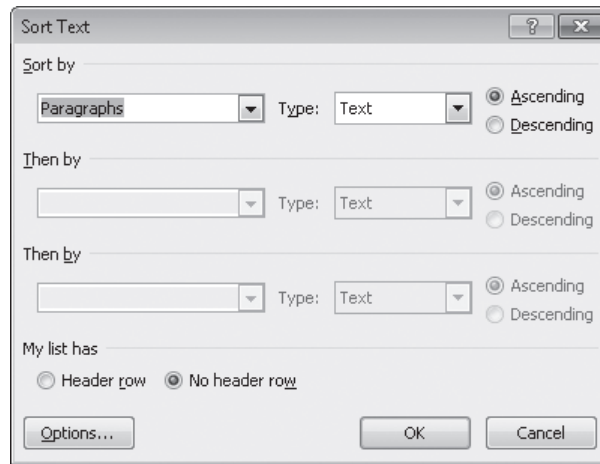 Sort Text
Sort by
Paragraphs Type: Text Ascending
Descending
Then by
Type: Text Ascending
Descending
Then by
Type: Text Ascending
Descending
My list has
Header row No header row
Options... OK Cancel